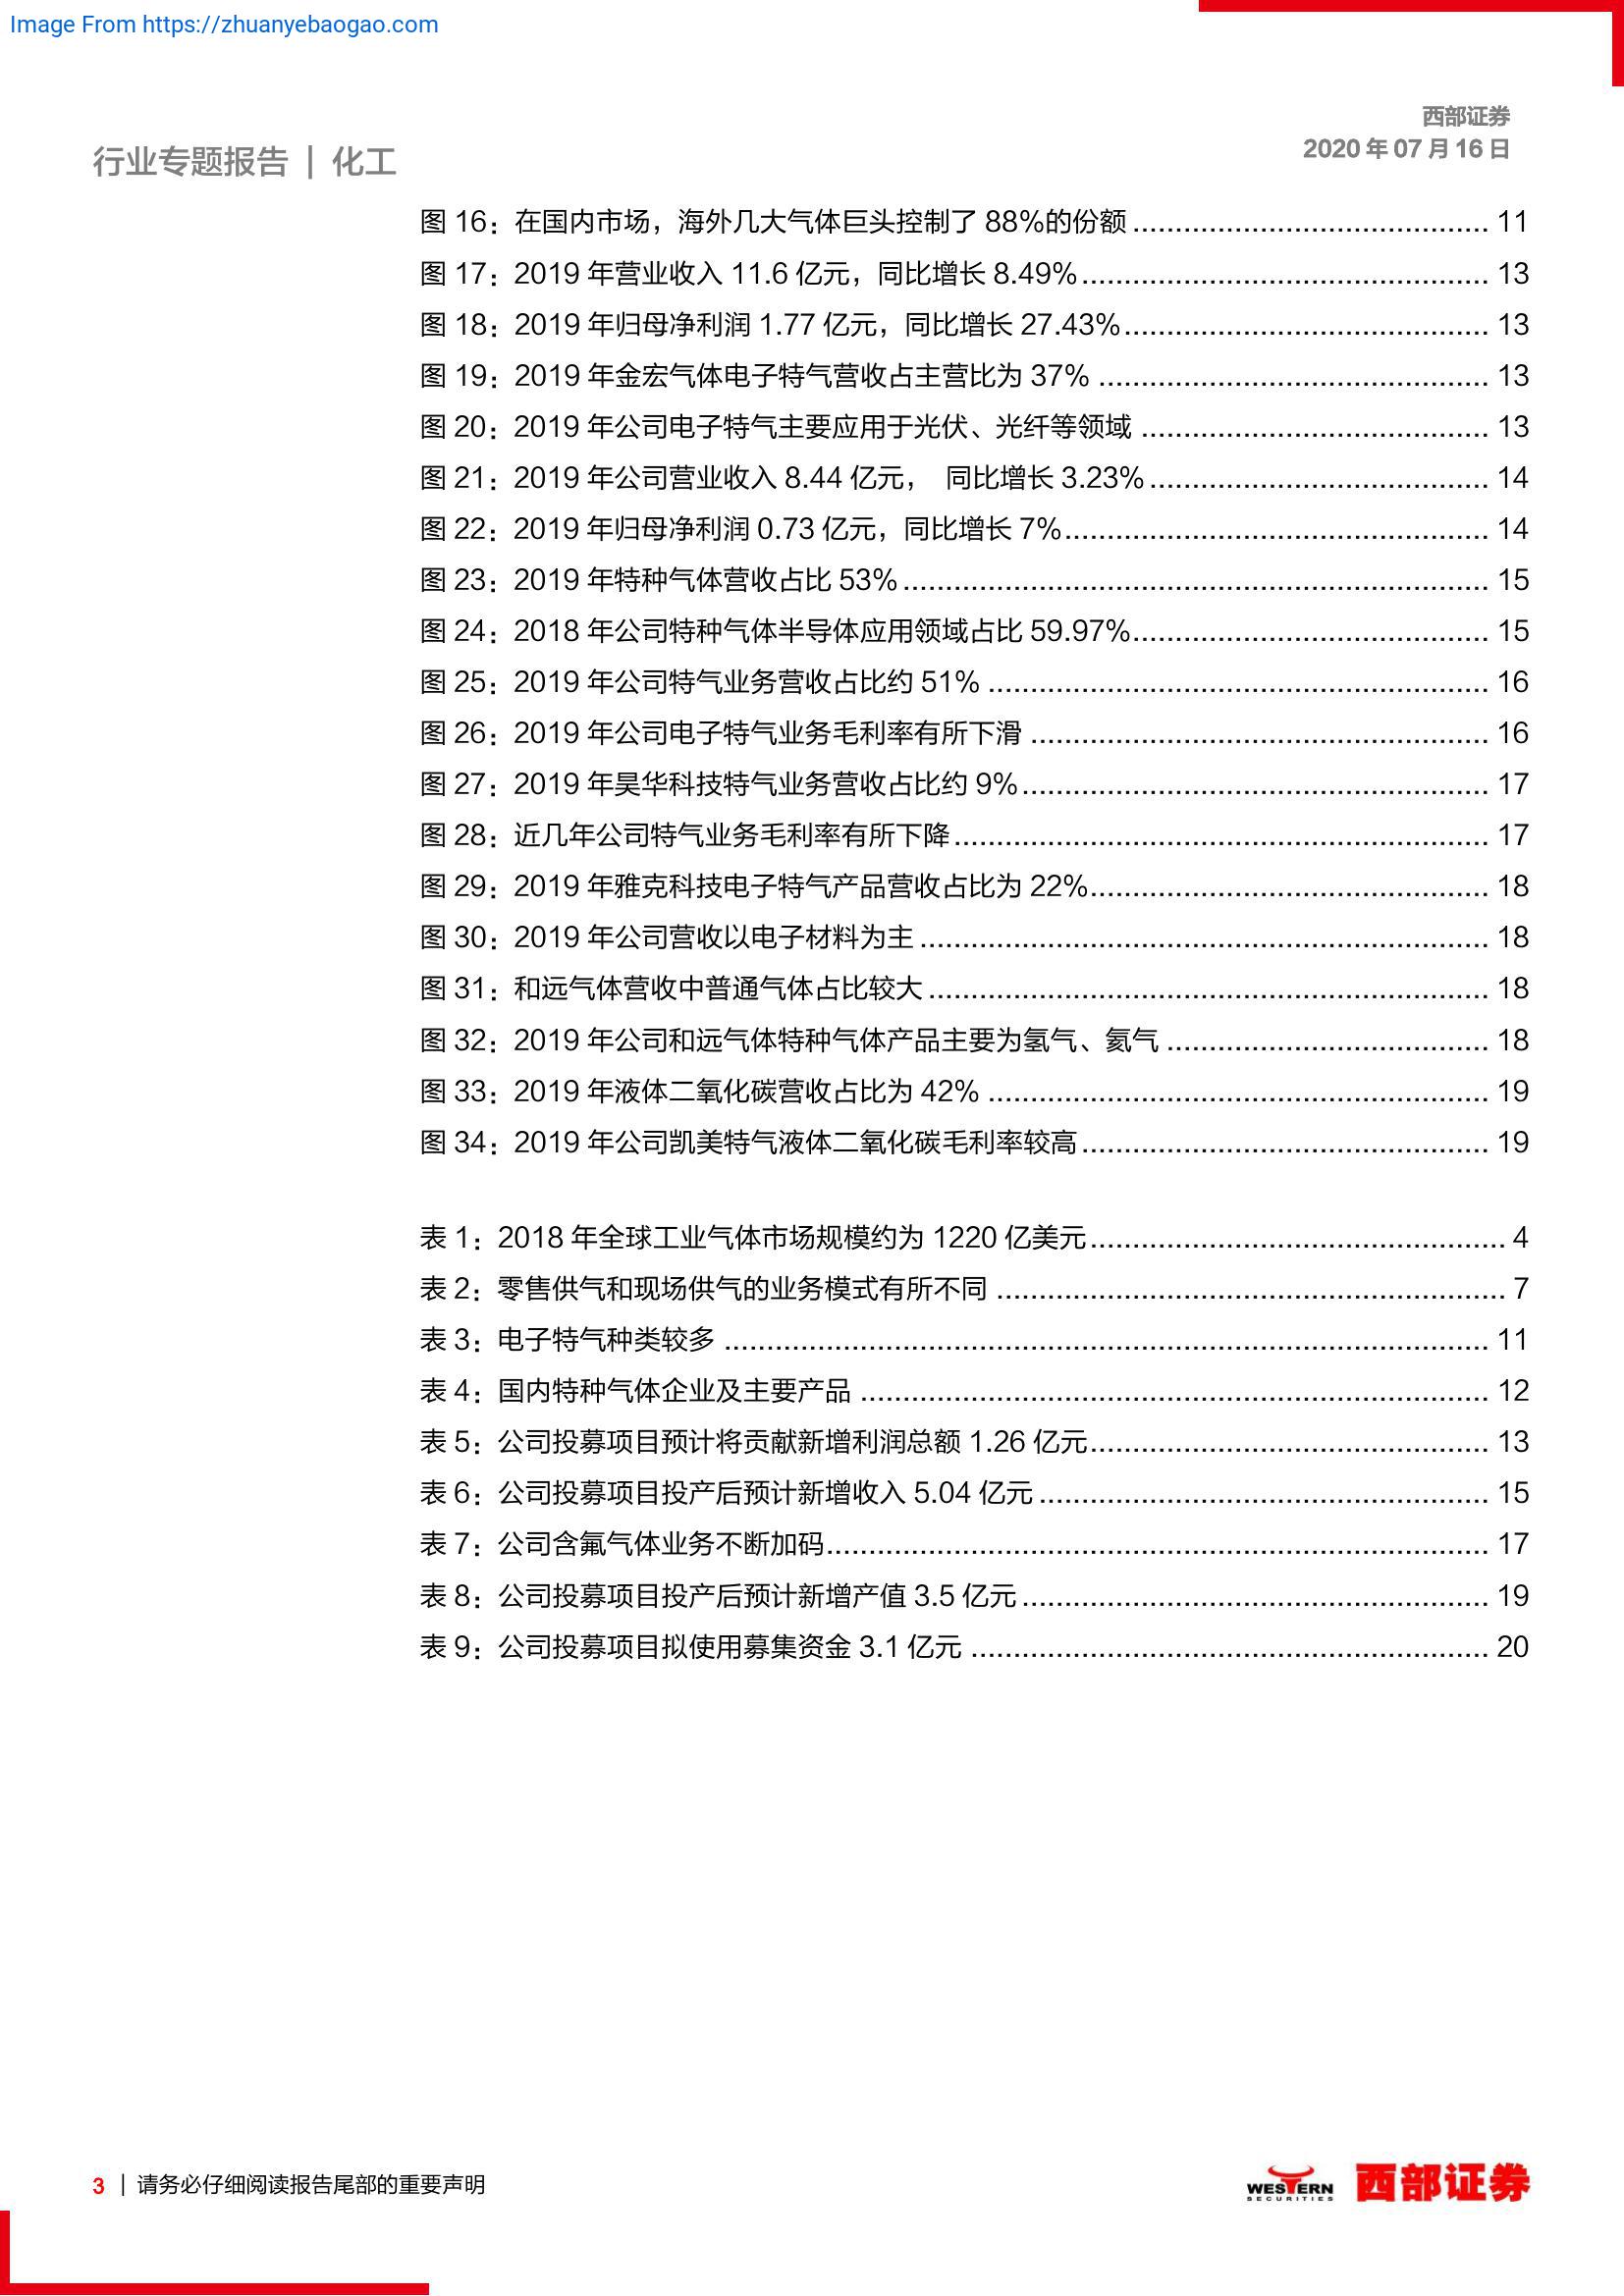 Image From https://zhuanyebaogao.com
西部证券
2020 年 07 月 16 日
行业专题报告 | 化工
图 16：在国内市场，海外几大气体巨头控制了 88%的份额 .......................................... 11
图 17：2019 年营业收入 11.6 亿元，同比增长 8.49% ................................................ 13
图 18：2019 年归母净利润 1.77 亿元，同比增长 27.43% ........................................... 13
图 19：2019 年金宏气体电子特气营收占主营比为 37% .............................................. 13
图 20：2019 年公司电子特气主要应用于光伏、光纤等领域 ......................................... 13
图 21：2019 年公司营业收入 8.44 亿元， 同比增长 3.23% ........................................ 14
图 22：2019 年归母净利润 0.73 亿元，同比增长 7% .................................................. 14
图 23：2019 年特种气体营收占比 53% ..................................................................... 15
图 24：2018 年公司特种气体半导体应用领域占比 59.97% .......................................... 15
图 25：2019 年公司特气业务营收占比约 51% ........................................................... 16
图 26：2019 年公司电子特气业务毛利率有所下滑 ...................................................... 16
图 27：2019 年昊华科技特气业务营收占比约 9% ....................................................... 17
图 28：近几年公司特气业务毛利率有所下降 ............................................................... 17
图 29：2019 年雅克科技电子特气产品营收占比为 22% ............................................... 18
图 30：2019 年公司营收以电子材料为主 ................................................................... 18
图 31：和远气体营收中普通气体占比较大 .................................................................. 18
图 32：2019 年公司和远气体特种气体产品主要为氢气、氦气 ...................................... 18
图 33：2019 年液体二氧化碳营收占比为 42% ........................................................... 19
图 34：2019 年公司凯美特气液体二氧化碳毛利率较高 ................................................ 19
表 1：2018 年全球工业气体市场规模约为 1220 亿美元 ................................................. 4
表 2：零售供气和现场供气的业务模式有所不同 ............................................................ 7
表 3：电子特气种类较多 .......................................................................................... 11
表 4：国内特种气体企业及主要产品 .......................................................................... 12
表 5：公司投募项目预计将贡献新增利润总额 1.26 亿元 ............................................... 13
表 6：公司投募项目投产后预计新增收入 5.04 亿元 ..................................................... 15
表 7：公司含氟气体业务不断加码 .............................................................................. 17
表 8：公司投募项目投产后预计新增产值 3.5 亿元 ....................................................... 19
表 9：公司投募项目拟使用募集资金 3.1 亿元 ............................................................. 20
3 | 请务必仔细阅读报告尾部的重要声明
WESTERN
SECURITIES
西部证券